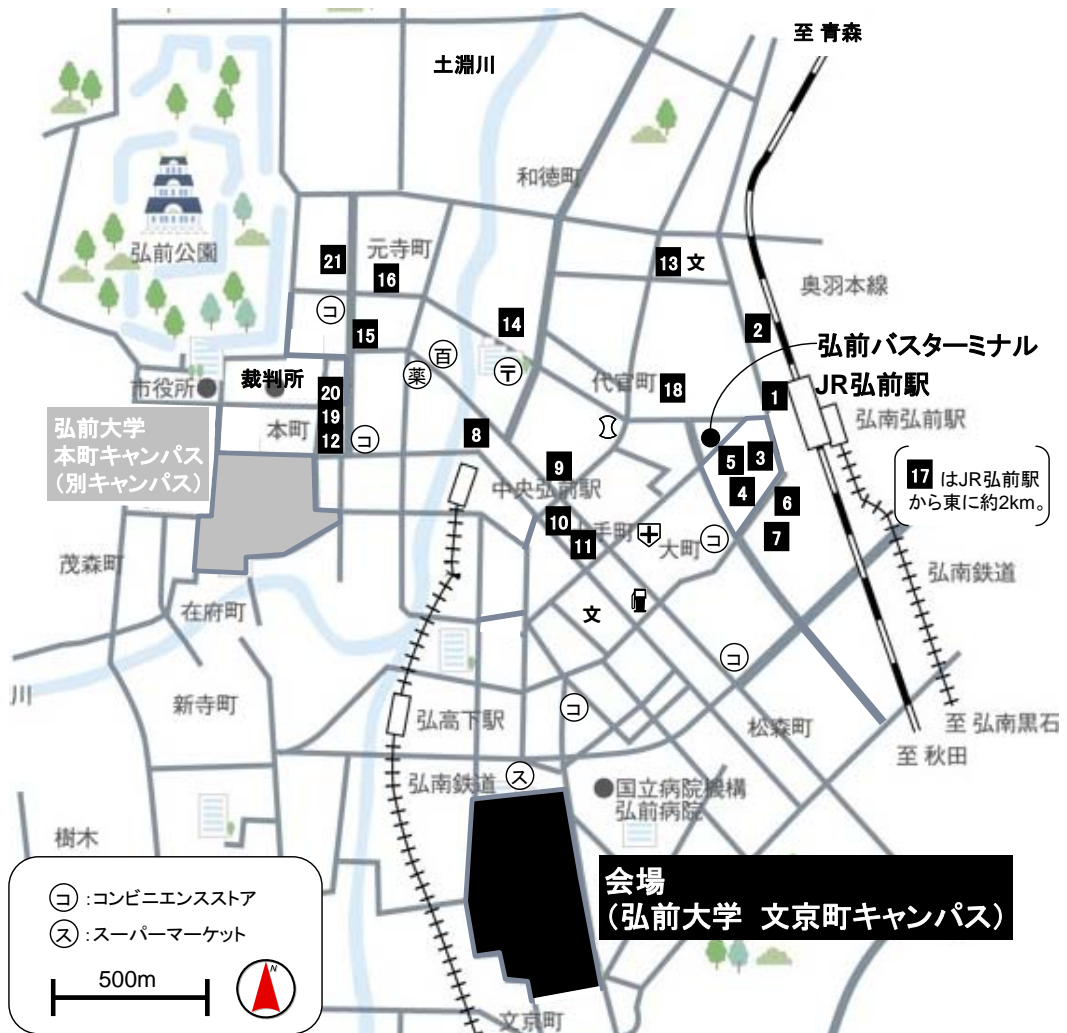 至 青森
土淵川
和徳町
弘前公園
元寺町
21
16
13
文
奥羽本線
コ
15
14
2
弘前バスターミナル
JR弘前駅
百
薬
〒
代官町
18
1
弘南弘前駅
市役所
裁判所
20
19
12
本町
コ
8
5
3
4
6
7
17 はJR弘前駅
から東に約2km。
弘前大学
本町キャンパス
(別キャンパス)
9
中央弘前駅
10
11
手町
大町
コ
茂森町
在府町
文
弘南鉄道
コ
川
新寺町
弘高下駅
コ
松森町
至 弘南黒石
至 秋田
弘南鉄道
ス
国立病院機構
弘前病院
樹木
会場
(弘前大学 文京町キャンパス)
コ :コンビニエンスストア
ス :スーパーマーケット
500m
N
文京町